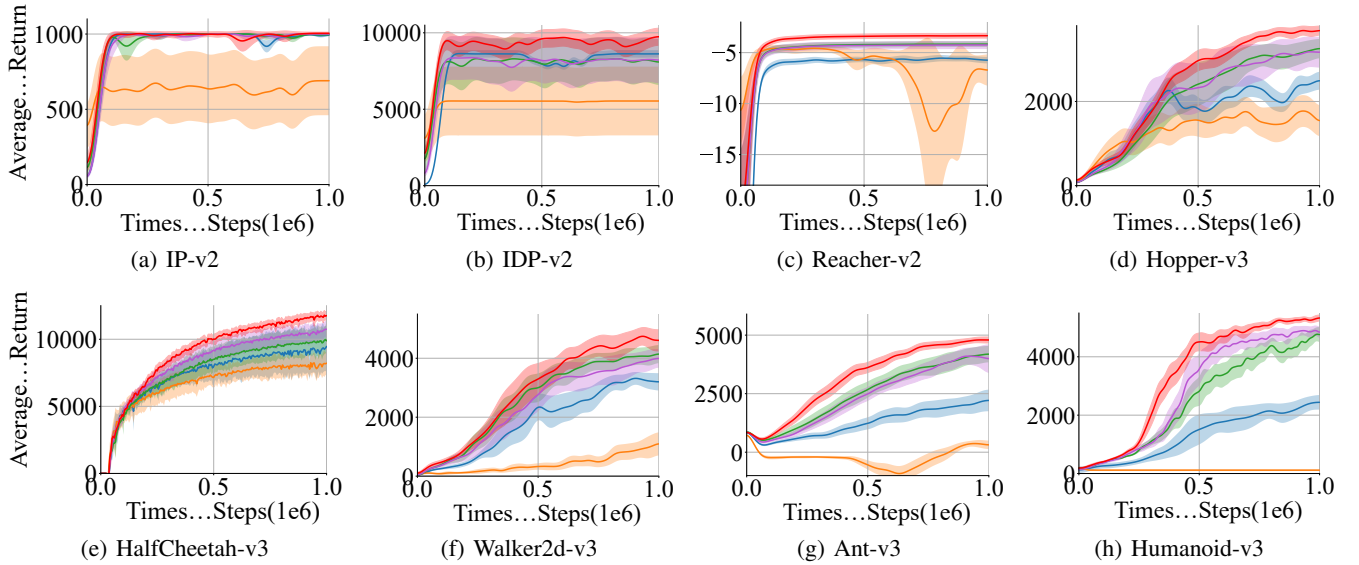 Average...Return
1000
500
0
0.0 0.5 1.0
Times...Steps(1e6)
(a) IP-v2
10000
5000
0
0.0 0.5 1.0
Times...Steps(1e6)
(b) IDP-v2
−5
−10
−15
0.0 0.5 1.0
Times...Steps(1e6)
(c) Reacher-v2
2000
0
0.0 0.5 1.0
Times...Steps(1e6)
(d) Hopper-v3
Average...Return
10000
5000
0
0.0 0.5 1.0
Times...Steps(1e6)
(e) HalfCheetah-v3
4000
2000
0
0.0 0.5 1.0
Times...Steps(1e6)
(f) Walker2d-v3
5000
2500
0
0.0 0.5 1.0
Times...Steps(1e6)
(g) Ant-v3
4000
2000
0
0.0 0.5 1.0
Times...Steps(1e6)
(h) Humanoid-v3